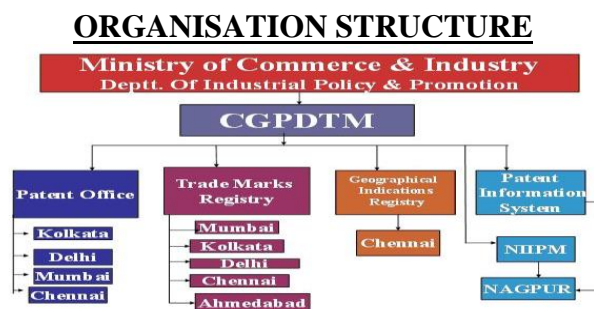 ORGANISATION STRUCTURE
Ministry of Commerce & Industry
Deptt. Of Industrial Policy & Promotion
CGPDTM
Patent Office
Kolkata
Delhi
Mumbai
Chennai
Trade Marks
Registry
Mumbai
Kolkata
Delhi
Chennai
Ahmedabad
Geographical
Indications
Registry
Chennai
Patent
Information
System
NIIPM
NAGPUR